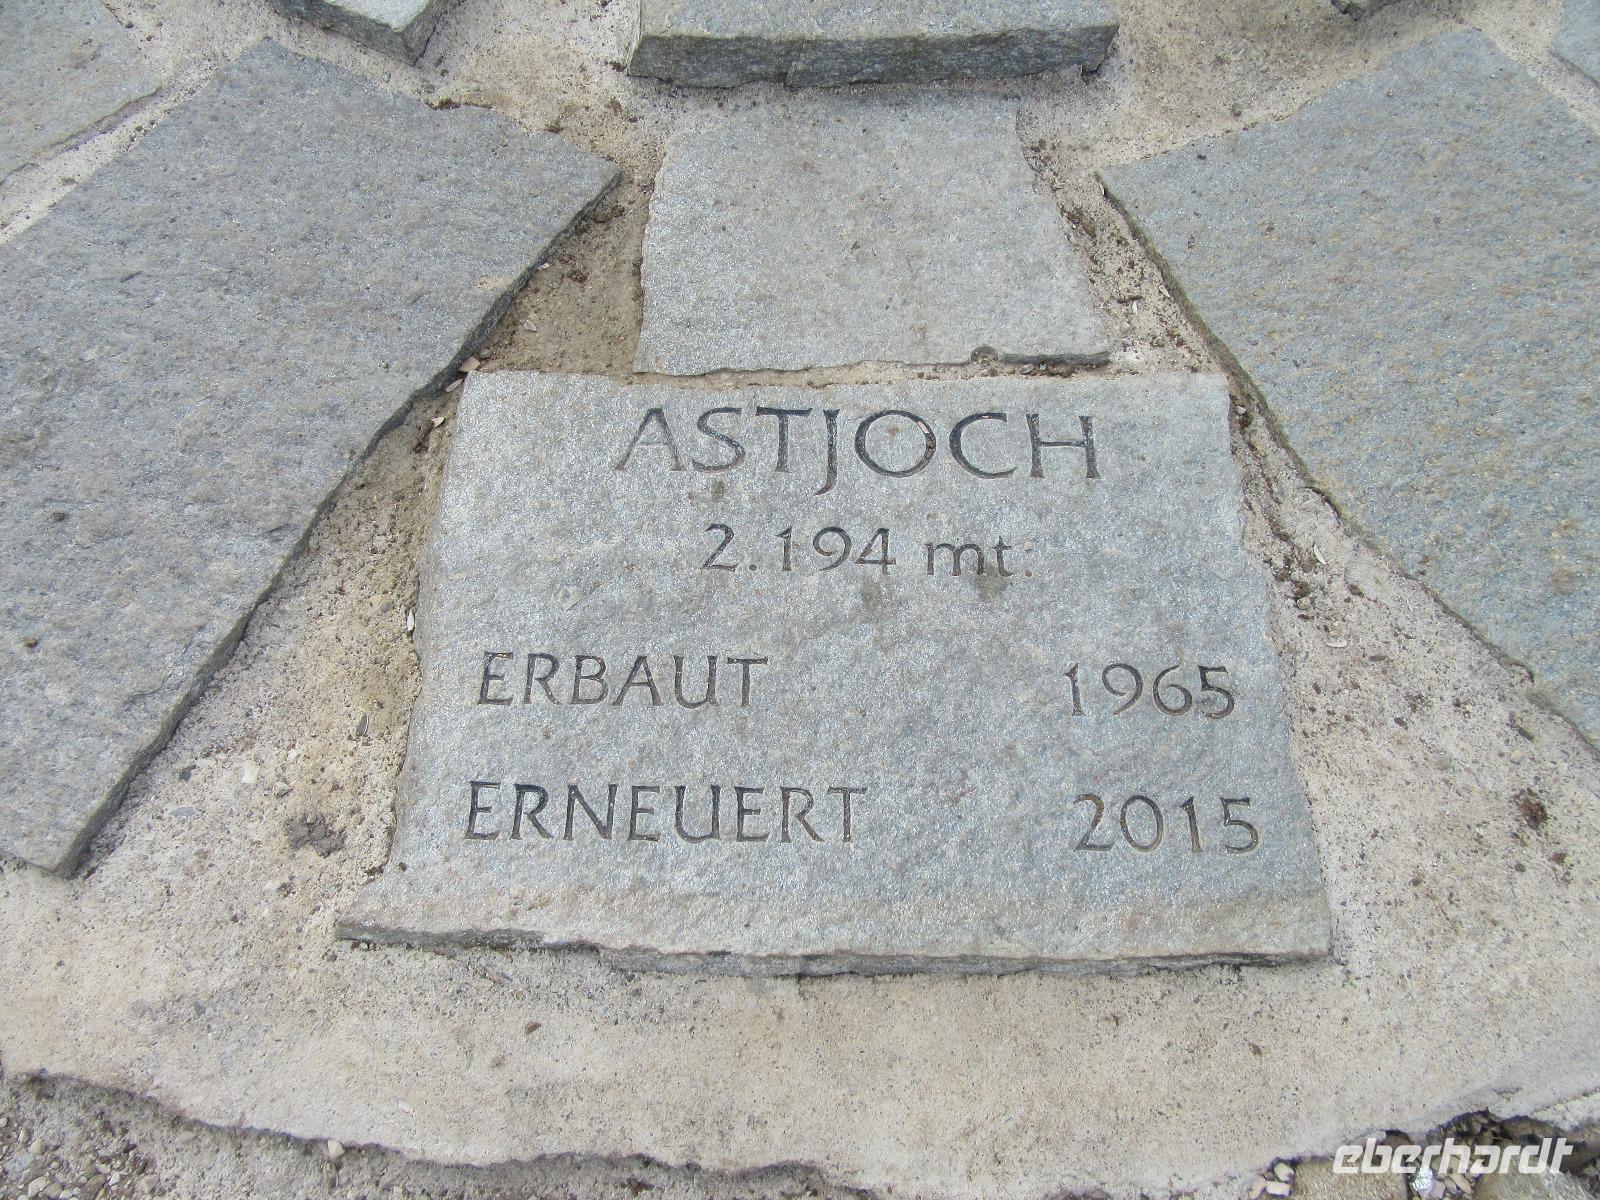 ASTJOCH
2.194 mt.
ERBAUT 1965
ERNEUERT 2015
eberhardt